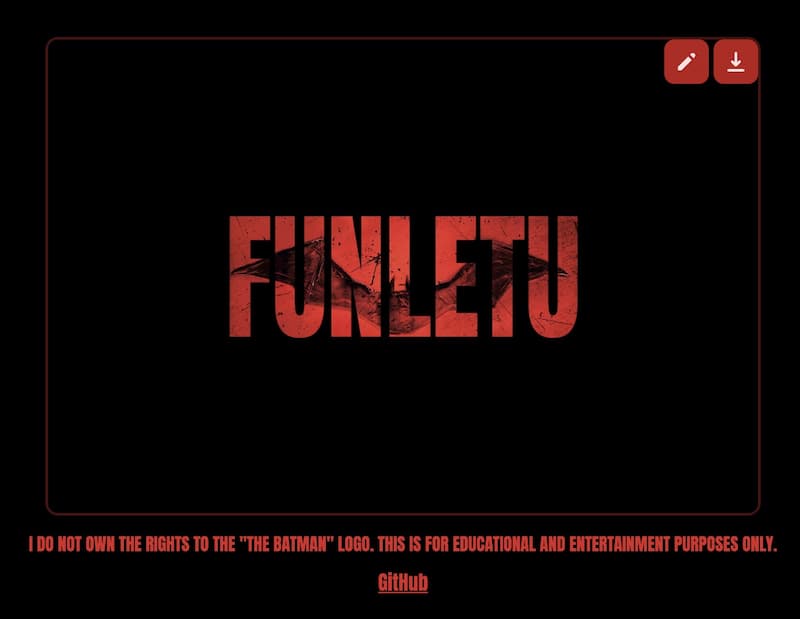 FUNLETU
I DO NOT OWN THE RIGHTS TO THE "THE BATMAN" LOGO. THIS IS FOR EDUCATIONAL AND ENTERTAINMENT PURPOSES ONLY.
GitHub